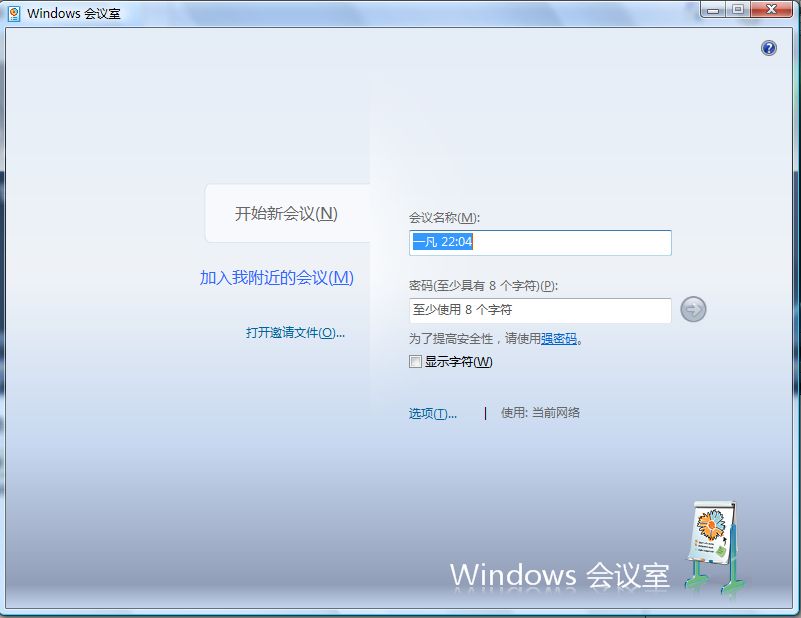 Windows 会议室
开始新会议(N)
加入我附近的会议(M)
打开邀请文件(O)...
会议名称(M):
一凡 22:04
密码(至少具有 8 个字符)(P):
至少使用 8 个字符
为了提高安全性，请使用强密码。
显示字符(W)
选项(T)... | 使用: 当前网络
Windows 会议室